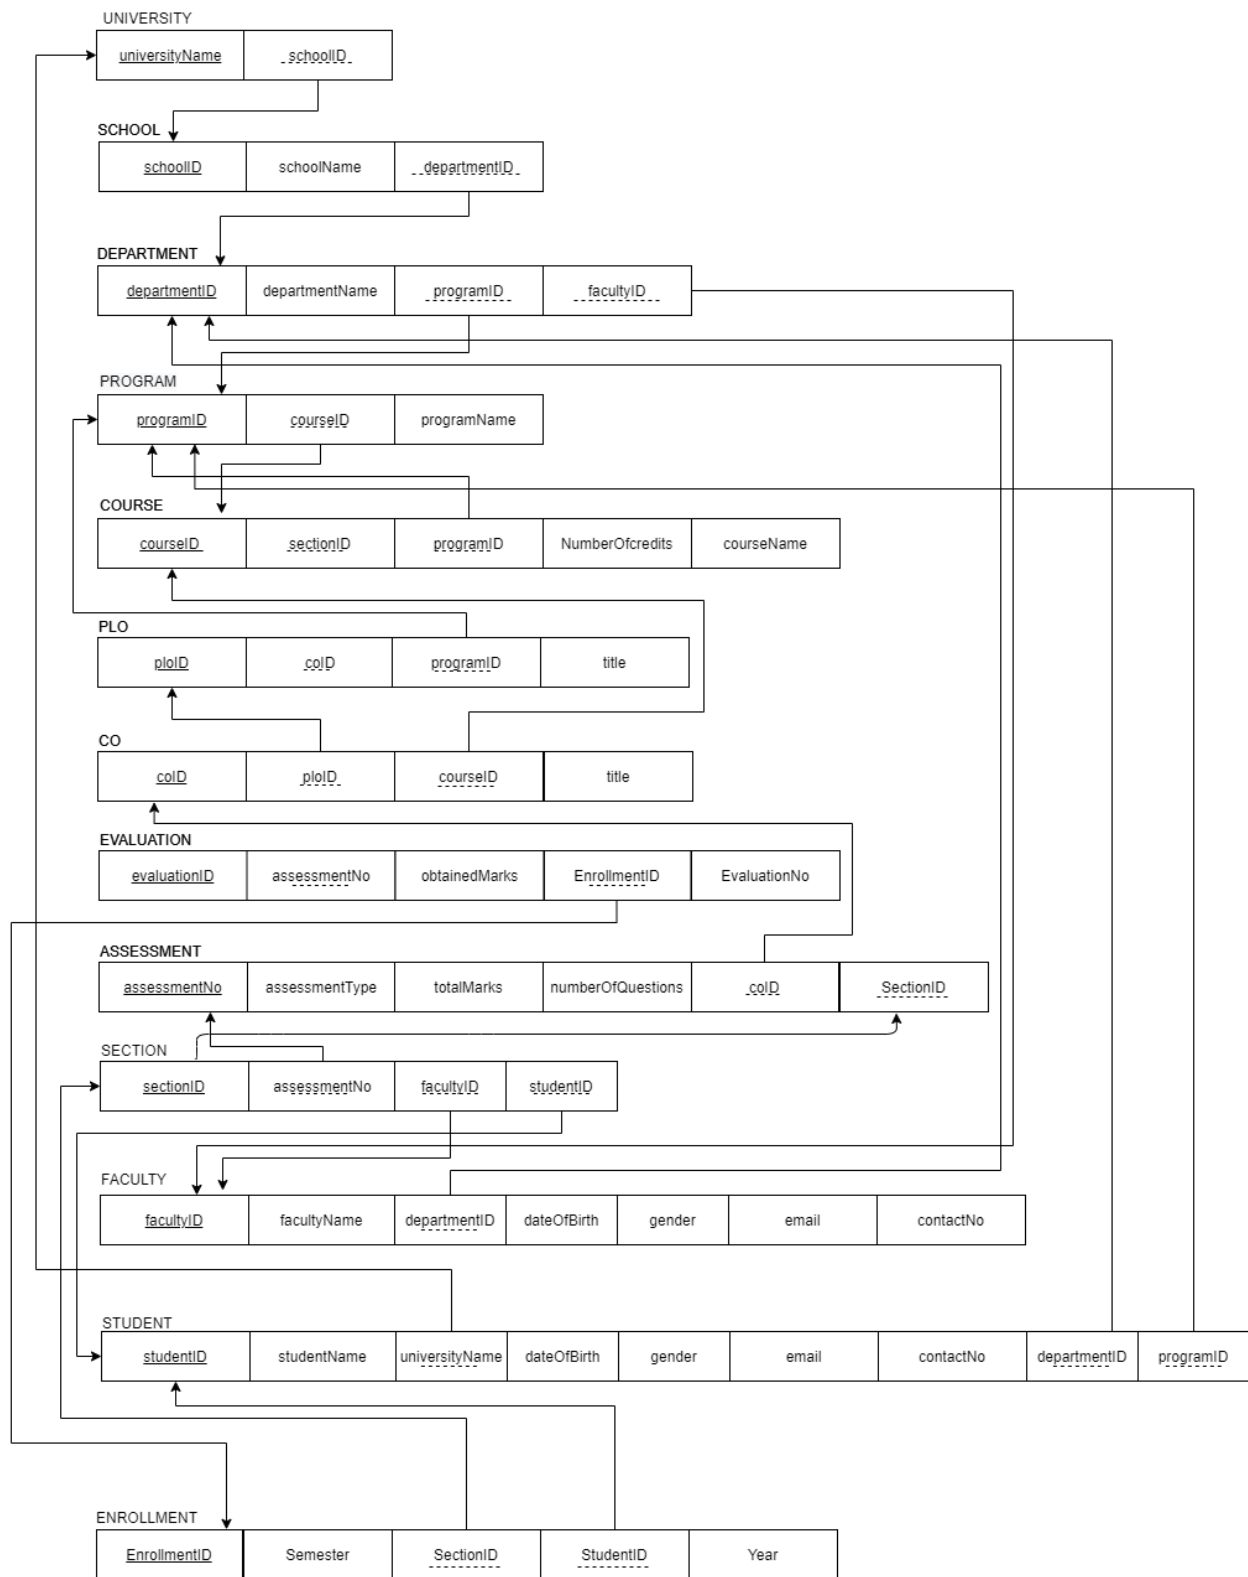 UNIVERSITY
universityName schoolID
SCHOOL
schoolID schoolName departmentID
DEPARTMENT
departmentID departmentName programID facultyID
PROGRAM
programID courseID programName
COURSE
courseID sectionID programID NumberOfcredits courseName
PLO
ploID coID programID title
CO
coID ploID courseID title
EVALUATION
evaluationID assessmentNo obtainedMarks EnrollmentID EvaluationNo
ASSESSMENT
assessmentNo assessmentType totalMarks numberOfQuestions coID SectionID
SECTION
sectionID assessmentNo facultyID studentID
FACULTY
facultyID facultyName departmentID dateOfBirth gender email contactNo
STUDENT
studentID studentName universityName dateOfBirth gender email contactNo departmentID programID
ENROLLMENT
EnrollmentID Semester SectionID StudentID Year